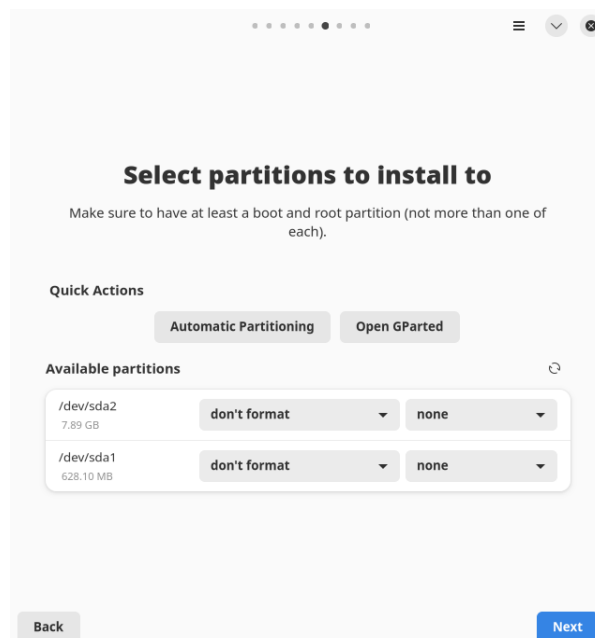 Select partitions to install to
Make sure to have at least a boot and root partition (not more than one of
each).
Quick Actions
Automatic Partitioning
Open GParted
Available partitions
/dev/sda2
7.89 GB
don't format
none
/dev/sda1
628.10 MB
don't format
none
Back
Next